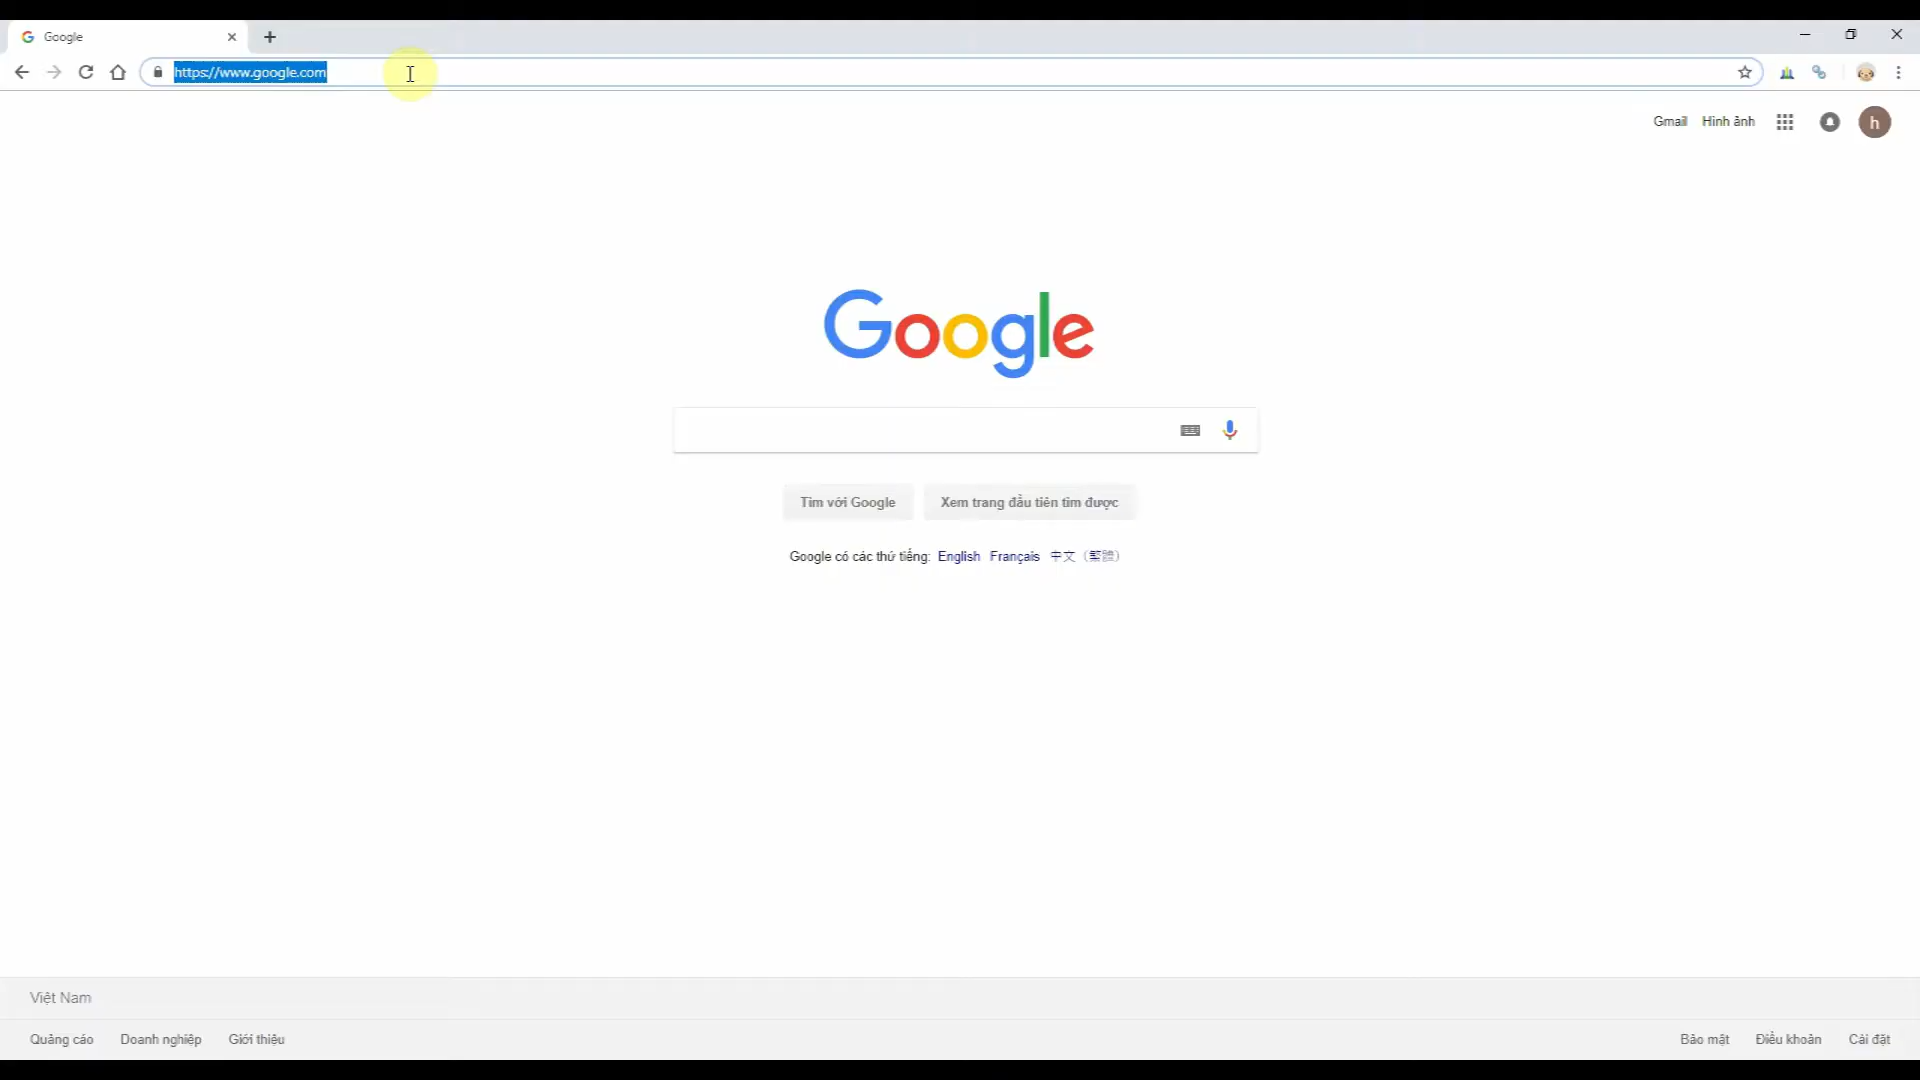 Google
https://www.google.com
Gmail Hình ảnh
h
Google
Tìm với Google Xem trang đầu tiên tìm được
Google có các thứ tiếng: English Français 中文（繁體）
Việt Nam
Quảng cáo Doanh nghiệp Giới thiệu
Bảo mật Điều khoản Cài đặt